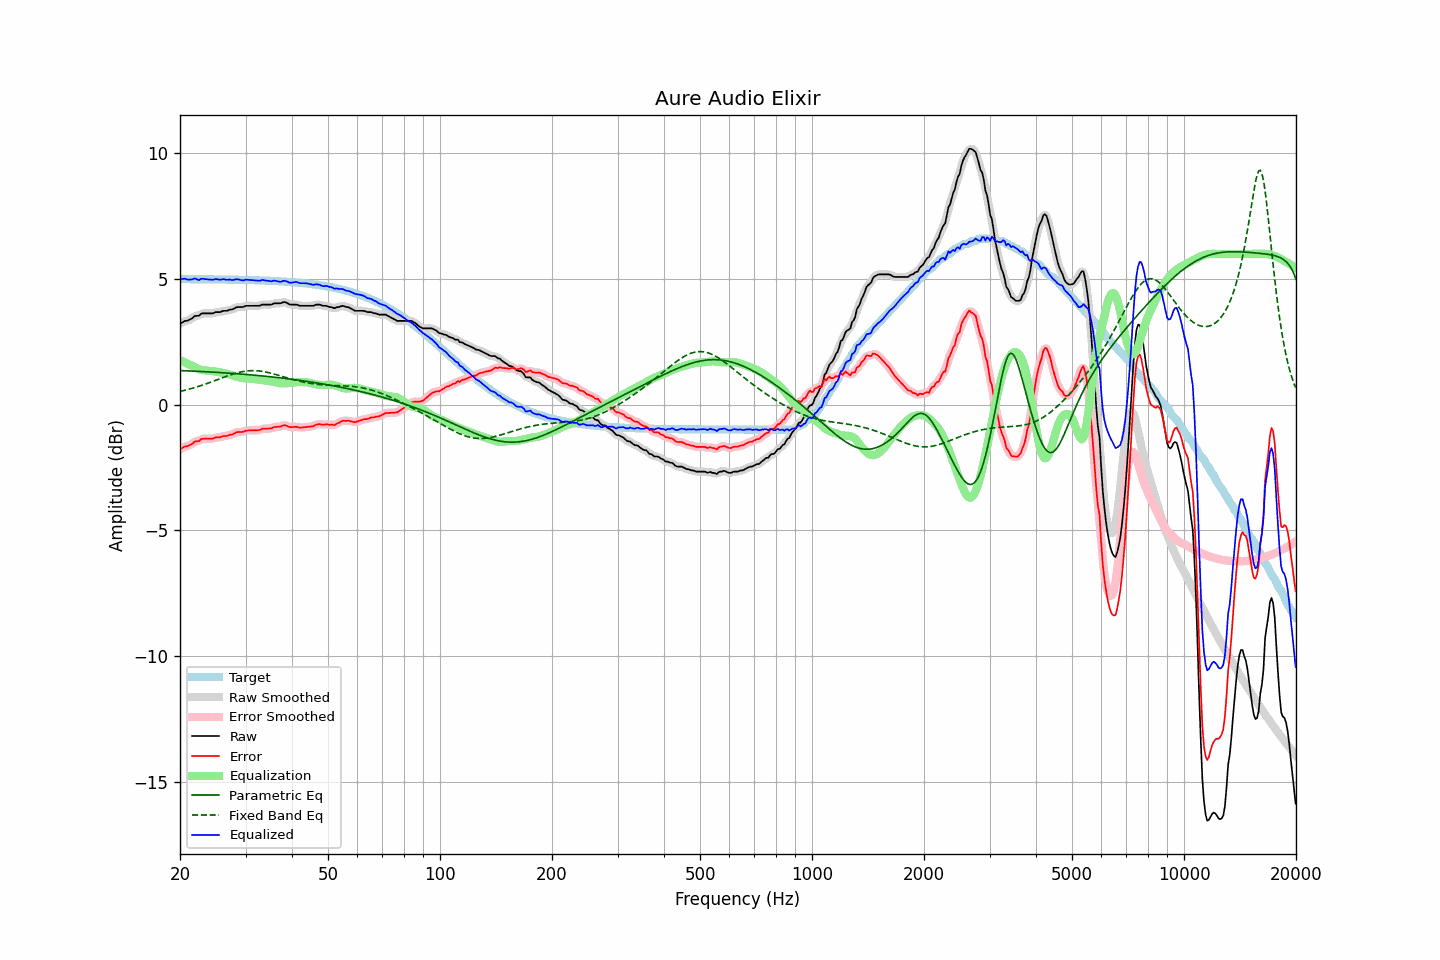 Aure Audio Elixir
Amplitude (dBr)
10
5
0
−5
−10
−15
Target
Raw Smoothed
Error Smoothed
Raw
Error
Equalization
Parametric Eq
Fixed Band Eq
Equalized
20 50 100 200 500 1000 2000 5000 10000 20000
Frequency (Hz)